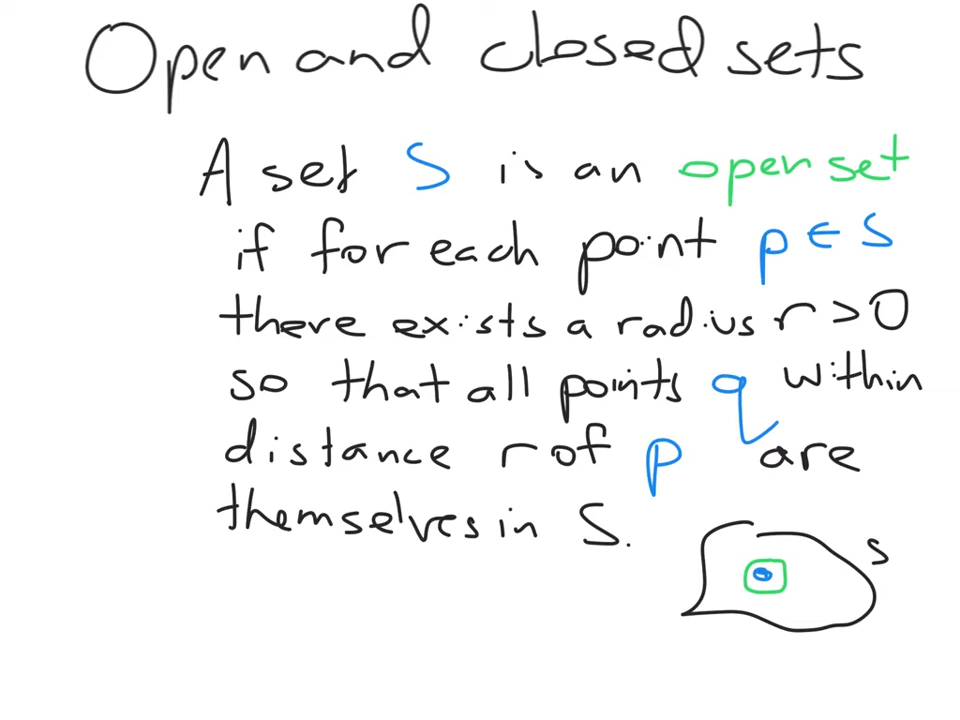 Open and closed sets
A set S is an open set
if for each point p ∈ S
there exists a radius r > 0
so that all points q within
distance r of p are
themselves in S.
S